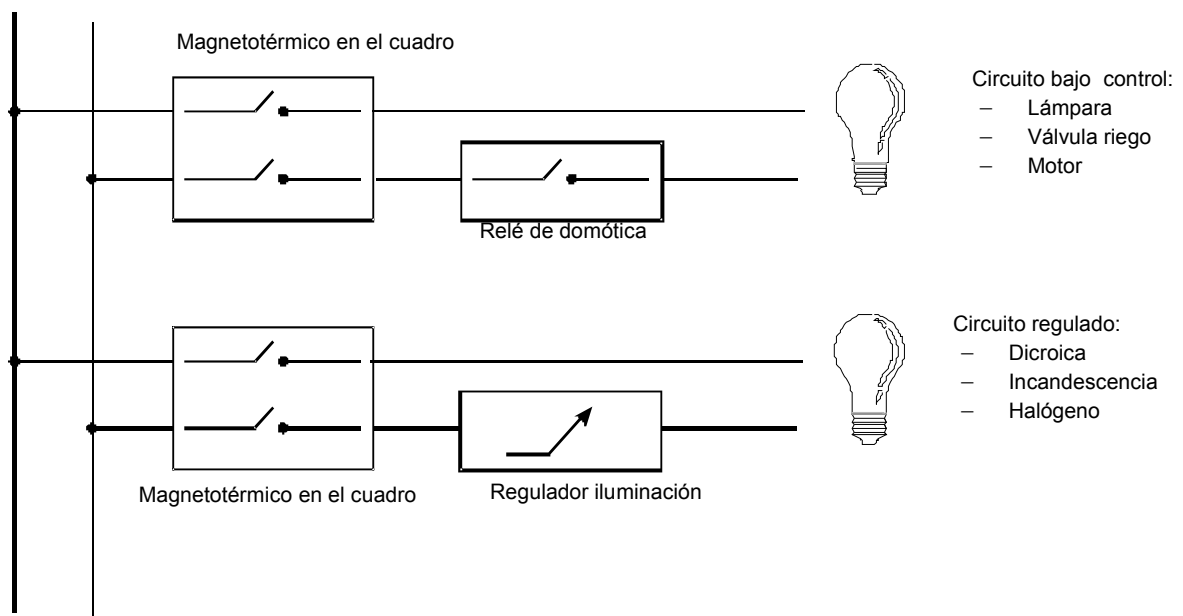 Magnetotérmico en el cuadro
Circuito bajo control:
– Lámpara
– Válvula riego
– Motor
Relé de domótica
Circuito regulado:
– Dicroica
– Incandescencia
– Halógeno
Magnetotérmico en el cuadro
Regulador iluminación